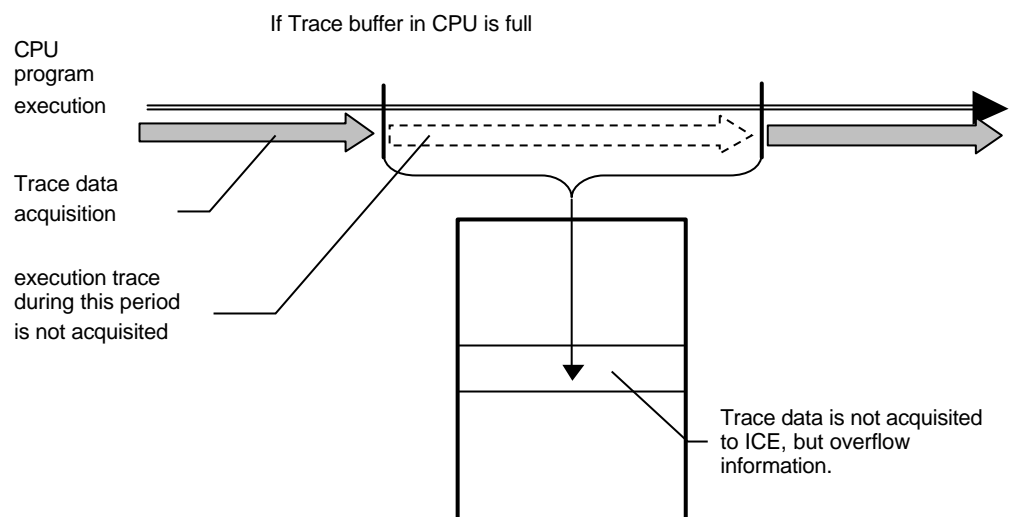 If Trace buffer in CPU is full
CPU
program
execution
Trace data
acquisition
execution trace
during this period
is not acquisited
Trace data is not acquisited
to ICE, but overflow
information.